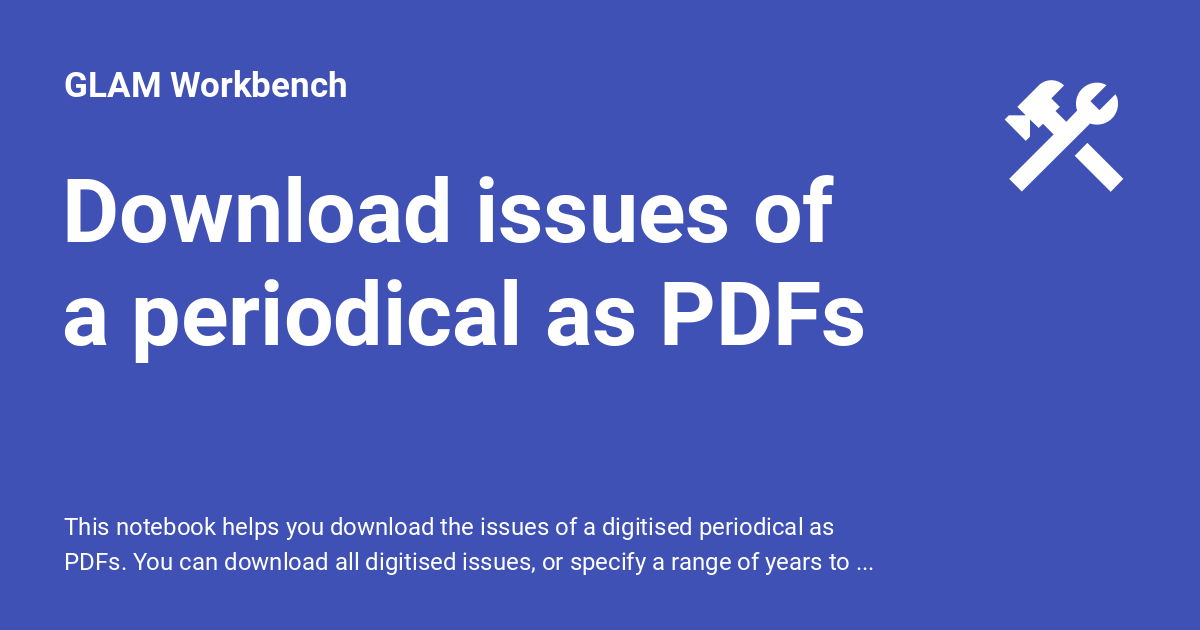 GLAM Workbench
Download issues of
a periodical as PDFs
This notebook helps you download the issues of a digitised periodical as
PDFs. You can download all digitised issues, or specify a range of years to ...